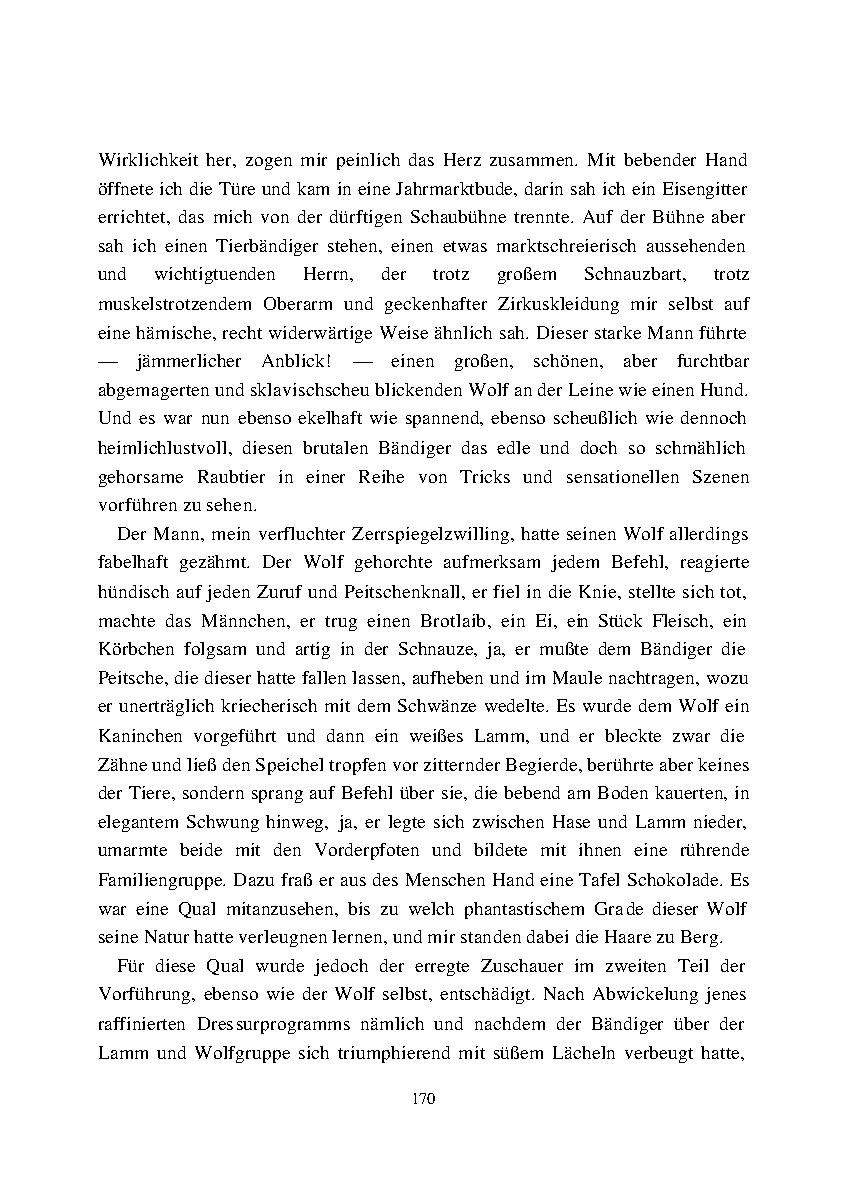 Wirklichkeit her, zogen mir peinlich das Herz zusammen. Mit bebender Hand
öffnete ich die Türe und kam in eine Jahrmarktbude, darin sah ich ein Eisengitter
errichtet, das mich von der dürftigen Schaubühne trennte. Auf der Bühne aber
sah ich einen Tierbändiger stehen, einen etwas marktschreierisch aussehenden
und wichtigtuenden Herrn, der trotz großem Schnauzbart, trotz
muskelstrotzendem Oberarm und geckenhafter Zirkuskleidung mir selbst auf
eine hämische, recht widerwärtige Weise ähnlich sah. Dieser starke Mann führte
— jämmerlicher Anblick! — einen großen, schönen, aber furchtbar
abgemagerten und sklavischscheu blickenden Wolf an der Leine wie einen Hund.
Und es war nun ebenso ekelhaft wie spannend, ebenso scheußlich wie dennoch
heimlichlustvoll, diesen brutalen Bändiger das edle und doch so schmählich
gehorsame Raubtier in einer Reihe von Tricks und sensationellen Szenen
vorführen zu sehen.
Der Mann, mein verfluchter Zerrspiegelzwilling, hatte seinen Wolf allerdings
fabelhaft gezähmt. Der Wolf gehorchte aufmerksam jedem Befehl, reagierte
hündisch auf jeden Zuruf und Peitschenknall, er fiel in die Knie, stellte sich tot,
machte das Männchen, er trug einen Brotlaib, ein Ei, ein Stück Fleisch, ein
Körbchen folgsam und artig in der Schnauze, ja, er mußte dem Bändiger die
Peitsche, die dieser hatte fallen lassen, aufheben und im Maule nachtragen, wozu
er unerträglich kriecherisch mit dem Schwänze wedelte. Es wurde dem Wolf ein
Kaninchen vorgeführt und dann ein weißes Lamm, und er bleckte zwar die
Zähne und ließ den Speichel tropfen vor zitternder Begierde, berührte aber keines
der Tiere, sondern sprang auf Befehl über sie, die bebend am Boden kauerten, in
elegantem Schwung hinweg, ja, er legte sich zwischen Hase und Lamm nieder,
umarmte beide mit den Vorderpfoten und bildete mit ihnen eine rührende
Familiengruppe. Dazu fraß er aus des Menschen Hand eine Tafel Schokolade. Es
war eine Qual mitanzusehen, bis zu welch phantastischem Grade dieser Wolf
seine Natur hatte verleugnen lernen, und mir standen dabei die Haare zu Berg.
Für diese Qual wurde jedoch der erregte Zuschauer im zweiten Teil der
Vorführung, ebenso wie der Wolf selbst, entschädigt. Nach Abwickelung jenes
raffinierten Dressurprogramms nämlich und nachdem der Bändiger über der
Lamm und Wolfgruppe sich triumphierend mit süßem Lächeln verbeugt hatte,
170